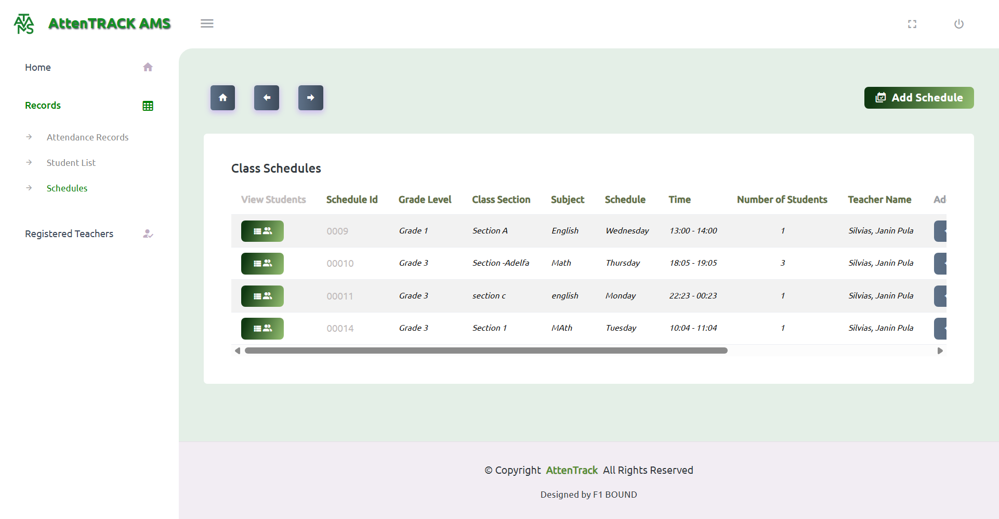 ATAMS
AttenTRACK AMS
Home
Records
Attendance Records
Student List
Schedules
Registered Teachers
Add Schedule
Class Schedules
View Students Schedule Id Grade Level Class Section Subject Schedule Time Number of Students Teacher Name Ad
0009 Grade 1 Section A English Wednesday 13:00 - 14:00 1 Silvias, Janin Pula
00010 Grade 3 Section -Adelfa Math Thursday 18:05 - 19:05 3 Silvias, Janin Pula
00011 Grade 3 section c english Monday 22:23 - 00:23 1 Silvias, Janin Pula
00014 Grade 3 Section 1 MAth Tuesday 10:04 - 11:04 1 Silvias, Janin Pula
© Copyright AttenTrack All Rights Reserved
Designed by F1 BOUND